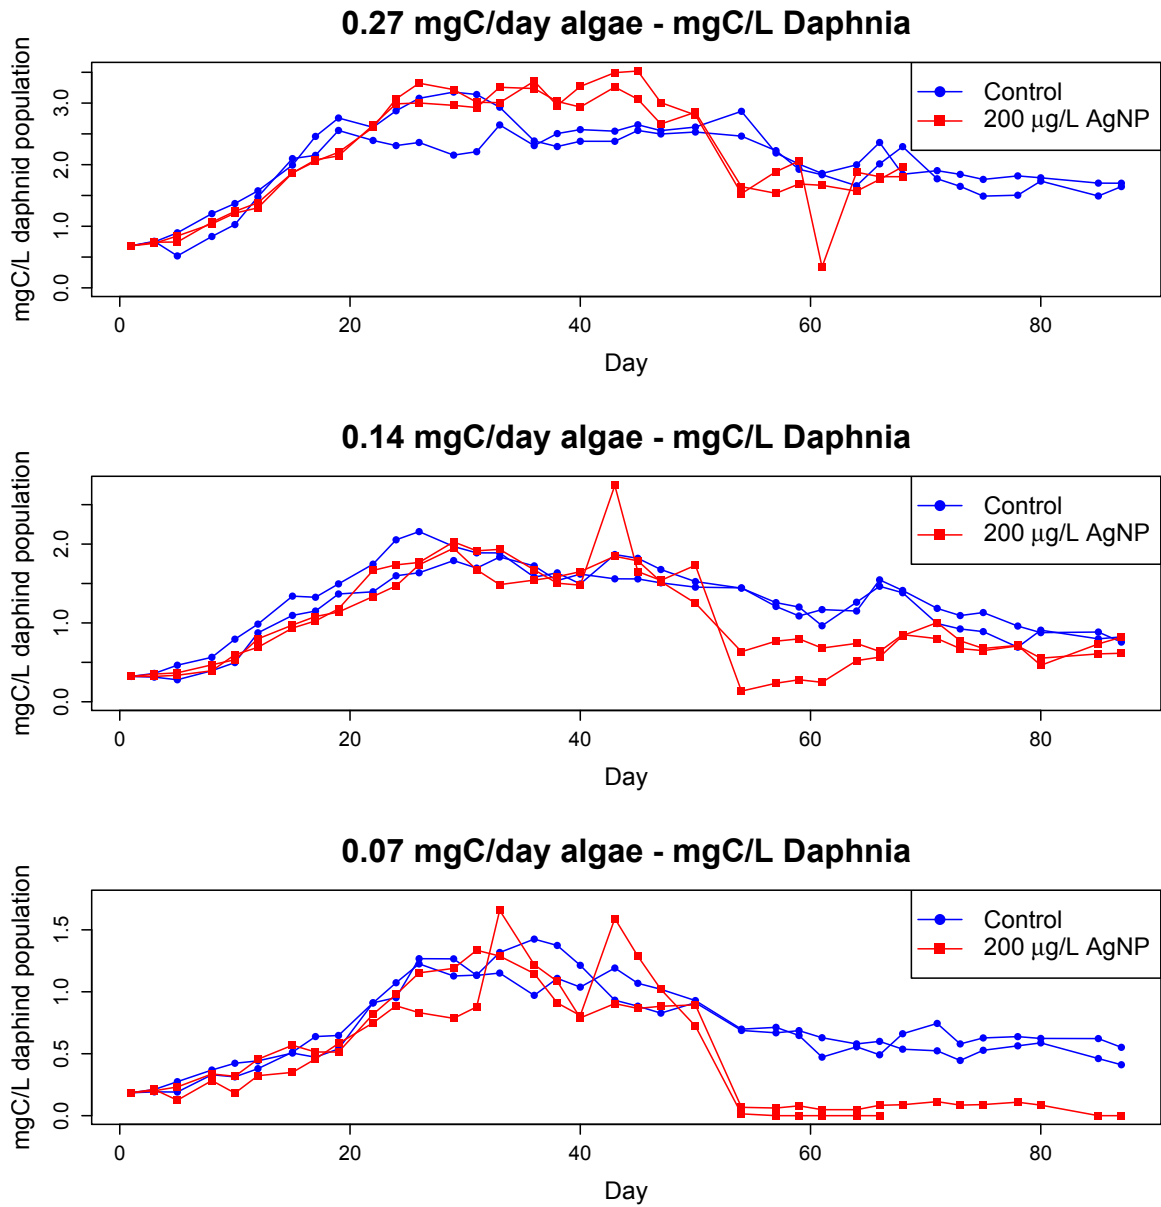 0.27 mgC/day algae - mgC/L Daphnia
mgC/L daphnid population
0.0
1.0
2.0
3.0
Control
200 μg/L AgNP
0 20 40 60 80
Day
0.14 mgC/day algae - mgC/L Daphnia
mgC/L daphind population
0.0
1.0
2.0
Control
200 μg/L AgNP
0 20 40 60 80
Day
0.07 mgC/day algae - mgC/L Daphnia
mgC/L daphind population
0.0
0.5
1.0
1.5
Control
200 μg/L AgNP
0 20 40 60 80
Day